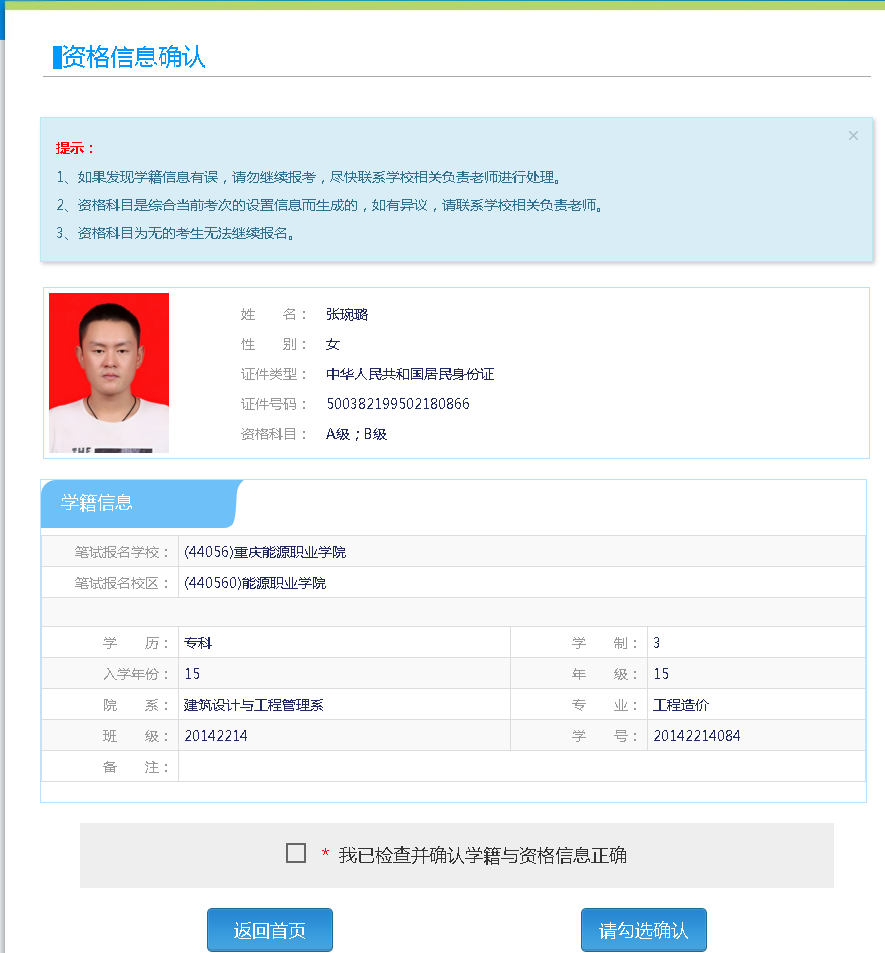 资格信息确认
×
提示：
1、如果发现学籍信息有误，请勿继续报考，尽快联系学校相关负责老师进行处理。
2、资格科目是综合当前考次的设置信息而生成的，如有异议，请联系学校相关负责老师。
3、资格科目为无的考生无法继续报名。
姓 名： 张琬璐
性 别： 女
证件类型： 中华人民共和国居民身份证
证件号码： 500382199502180866
资格科目： A级；B级
学籍信息
笔试报名学校： (44056)重庆能源职业学院
笔试报名校区： (440560)能源职业学院
学 历： 专科 学 制： 3
入学年份： 15 年 级： 15
院 系： 建筑设计与工程管理系 专 业： 工程造价
班 级： 20142214 学 号： 20142214084
备 注：
* 我已检查并确认学籍与资格信息正确
返回首页 请勾选确认